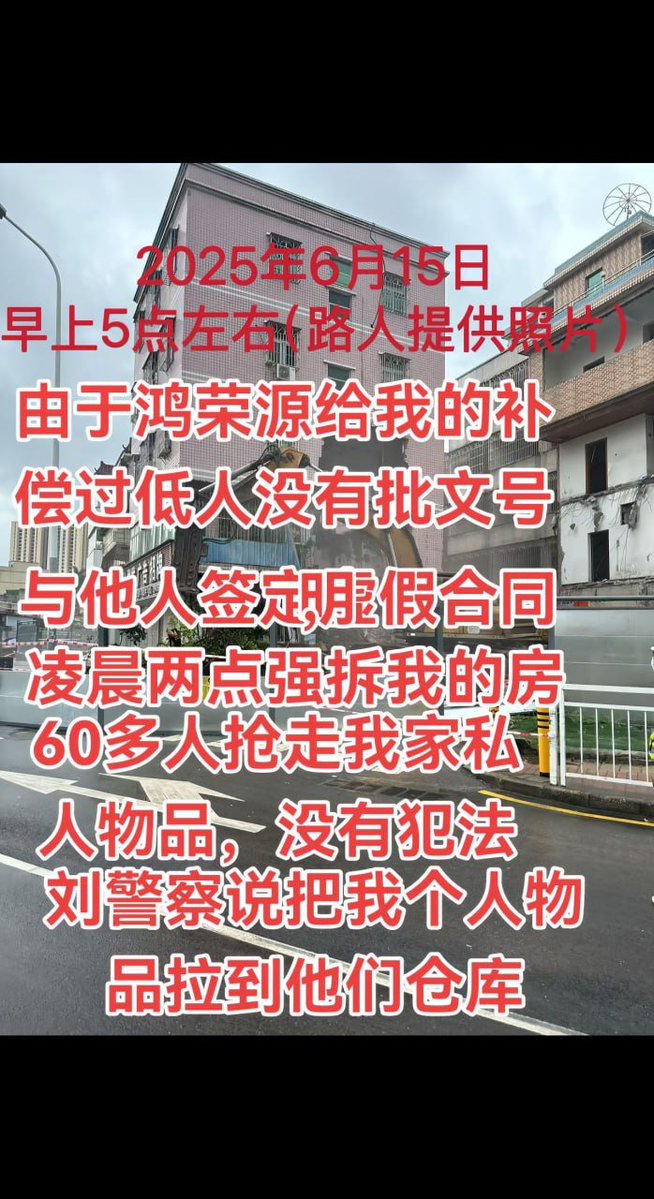 2025年6月15日
早上5点左右(路人提供照片)
由于鸿荣源给我的补
偿过低人没有批文号
与他人签定,用虚假合同
凌晨两点强拆我的房
60多人抢走我家私
人物品，没有犯法
刘警察说把我个人物
品拉到他们仓库